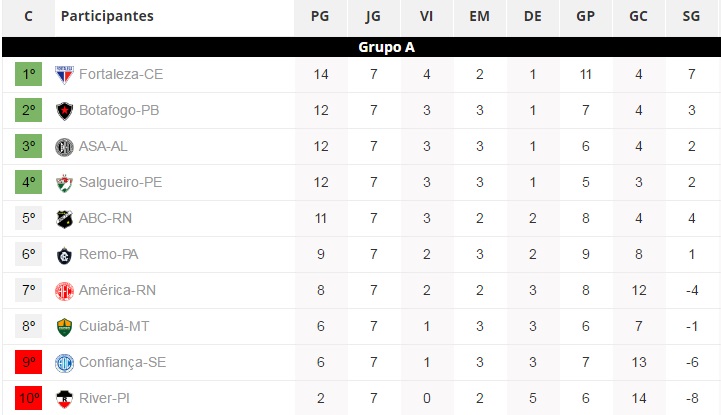 C Participantes PG JG VI EM DE GP GC SG
Grupo A
1º Fortaleza-CE 14 7 4 2 1 11 4 7
2º Botafogo-PB 12 7 3 3 1 7 4 3
3º ASA-AL 12 7 3 3 1 6 4 2
4º Salgueiro-PE 12 7 3 3 1 5 3 2
5º ABC-RN 11 7 3 2 2 8 4 4
6º Remo-PA 9 7 2 3 2 9 8 1
7º América-RN 8 7 2 2 3 8 12 -4
8º Cuiabá-MT 6 7 1 3 3 6 7 -1
9º Confiança-SE 6 7 1 3 3 7 13 -6
10º River-PI 2 7 0 2 5 6 14 -8